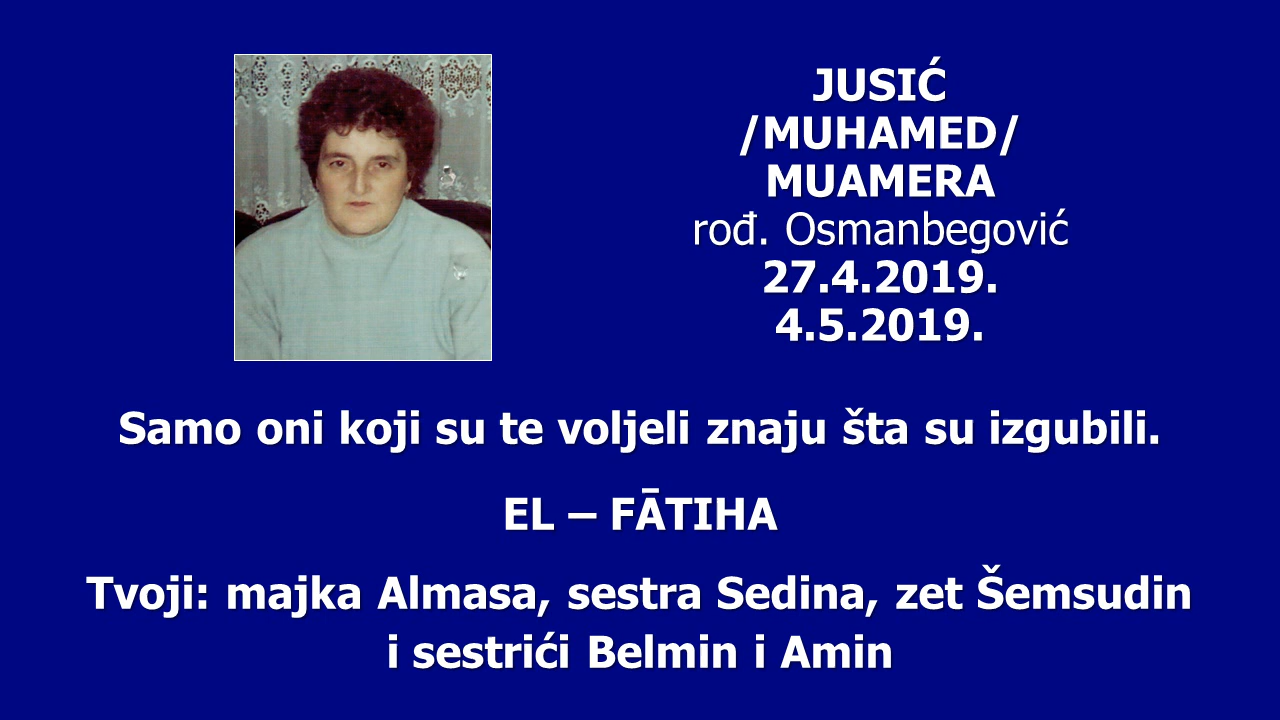 JUSIĆ
/MUHAMED/
MUAMERA
rođ. Osmanbegović
27.4.2019.
4.5.2019.
Samo oni koji su te voljeli znaju šta su izgubili.
EL – FĀTIHA
Tvoji: majka Almasa, sestra Sedina, zet Šemsudin
i sestrići Belmin i Amin